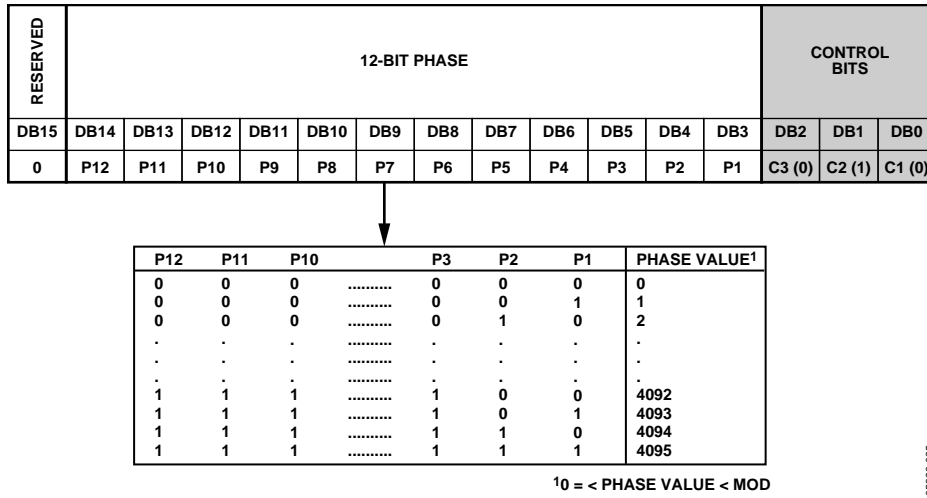 RESERVED
12-BIT PHASE
CONTROL
BITS
DB15 DB14 DB13 DB12 DB11 DB10 DB9 DB8 DB7 DB6 DB5 DB4 DB3 DB2 DB1 DB0
0 P12 P11 P10 P9 P8 P7 P6 P5 P4 P3 P2 P1 C3 (0) C2 (1) C1 (0)
P12 P11 P10 P3 P2 P1 PHASE VALUE1
0 0 0 .......... 0 0 0 0
0 0 0 .......... 0 0 1 1
0 0 0 .......... 0 1 0 2
. . . .......... . . . .
. . . .......... . . . .
. . . .......... . . . .
1 1 1 .......... 1 0 0 4092
1 1 1 .......... 1 0 1 4093
1 1 1 .......... 1 1 0 4094
1 1 1 .......... 1 1 1 4095
10 = < PHASE VALUE < MOD